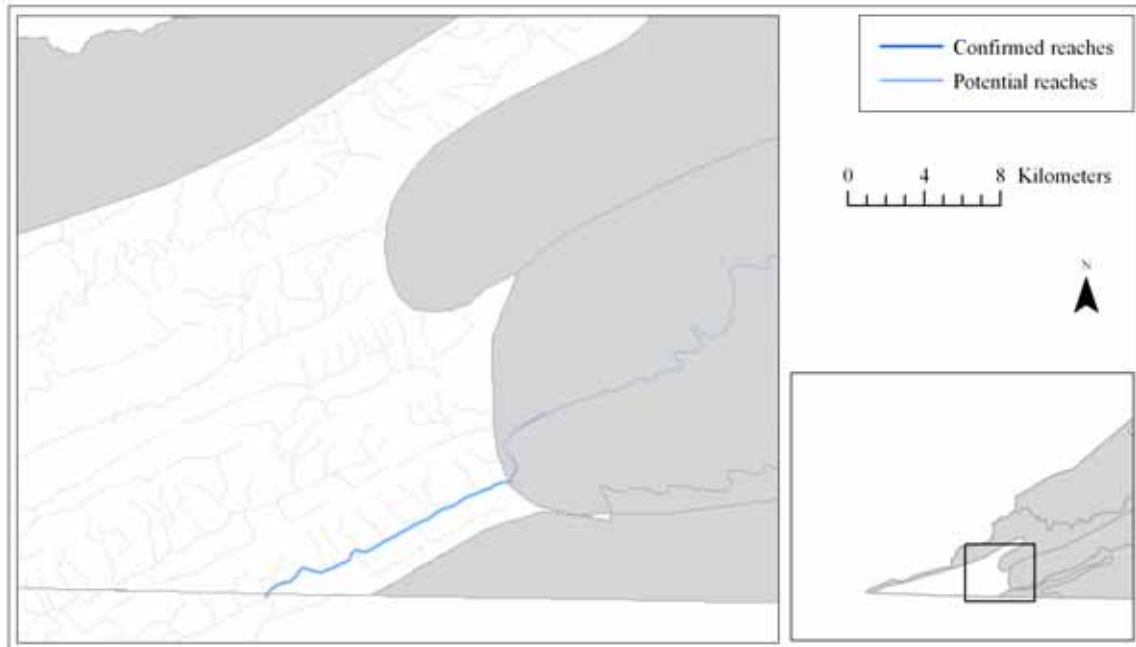 Confirmed reaches
Potential reaches
0 4 8 Kilometers
N